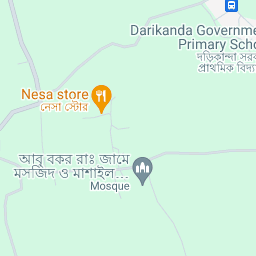 Darikanda Governme
Primary Scho
দড়িকান্দা সরক
প্রাথমিক বিদ্য
Nesa store
নেসা স্টোর
আবু বকর রাঃ জামে
মসজিদ ও মাশাইল...
Mosque